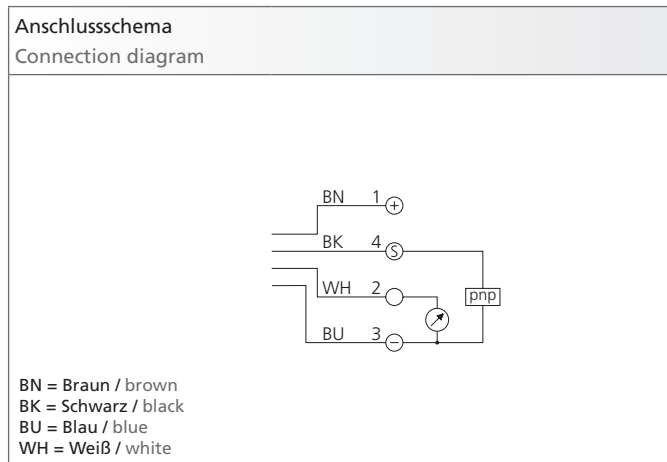 Anschlussschema
Connection diagram
BN 1 +
BK 4 S
WH 2
pnp
BU 3 −
BN = Braun / brown
BK = Schwarz / black
BU = Blau / blue
WH = Weiß / white